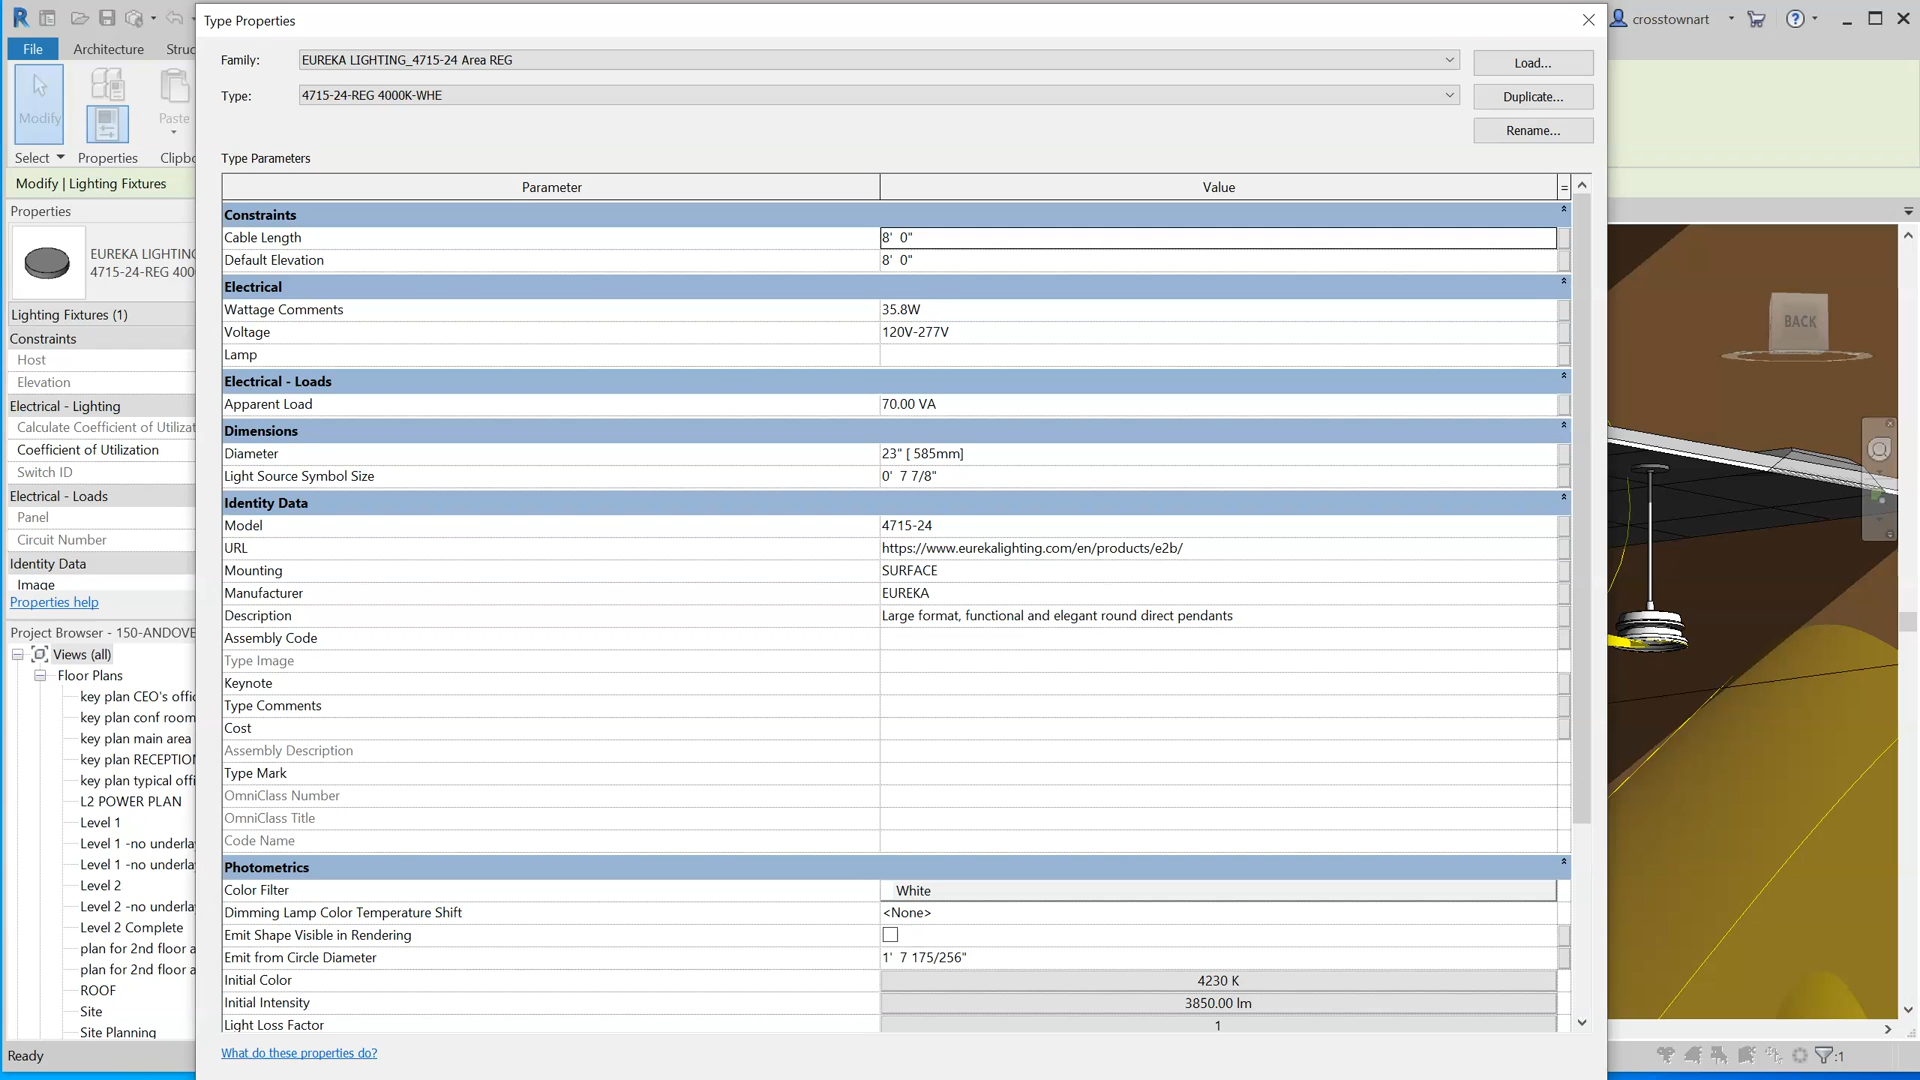 Type Properties
crosstownart
File
Architecture
Struc
Modify
Paste
Select
Properties
Clipbo
Modify | Lighting Fixtures
Properties
EUREKA LIGHTING
4715-24-REG 400
Lighting Fixtures (1)
Constraints
Host
Elevation
Electrical - Lighting
Calculate Coefficient of Utilizat
Coefficient of Utilization
Switch ID
Electrical - Loads
Panel
Circuit Number
Identity Data
Image
Properties help
Project Browser - 150-ANDOVE
Views (all)
Floor Plans
key plan CEO's offic
key plan conf room
key plan main area
key plan RECEPTION
key plan typical offi
L2 POWER PLAN
Level 1
Level 1 -no underla
Level 1 -no underla
Level 2
Level 2 -no underla
Level 2 Complete
plan for 2nd floor a
plan for 2nd floor a
ROOF
Site
Site Planning
Ready
Family:
EUREKA LIGHTING_4715-24 Area REG
Load...
Type:
4715-24-REG 4000K-WHE
Duplicate...
Rename...
Type Parameters
Parameter Value =
Constraints
Cable Length 8' 0"
Default Elevation 8' 0"
Electrical
Wattage Comments 35.8W
Voltage 120V-277V
Lamp
Electrical - Loads
Apparent Load 70.00 VA
Dimensions
Diameter 23" [ 585mm]
Light Source Symbol Size 0' 7 7/8"
Identity Data
Model 4715-24
URL https://www.eurekalighting.com/en/products/e2b/
Mounting SURFACE
Manufacturer EUREKA
Description Large format, functional and elegant round direct pendants
Assembly Code
Type Image
Keynote
Type Comments
Cost
Assembly Description
Type Mark
OmniClass Number
OmniClass Title
Code Name
Photometrics
Color Filter White
Dimming Lamp Color Temperature Shift <None>
Emit Shape Visible in Rendering
Emit from Circle Diameter 1' 7 175/256"
Initial Color 4230 K
Initial Intensity 3850.00 lm
Light Loss Factor 1
What do these properties do?
BACK
:1